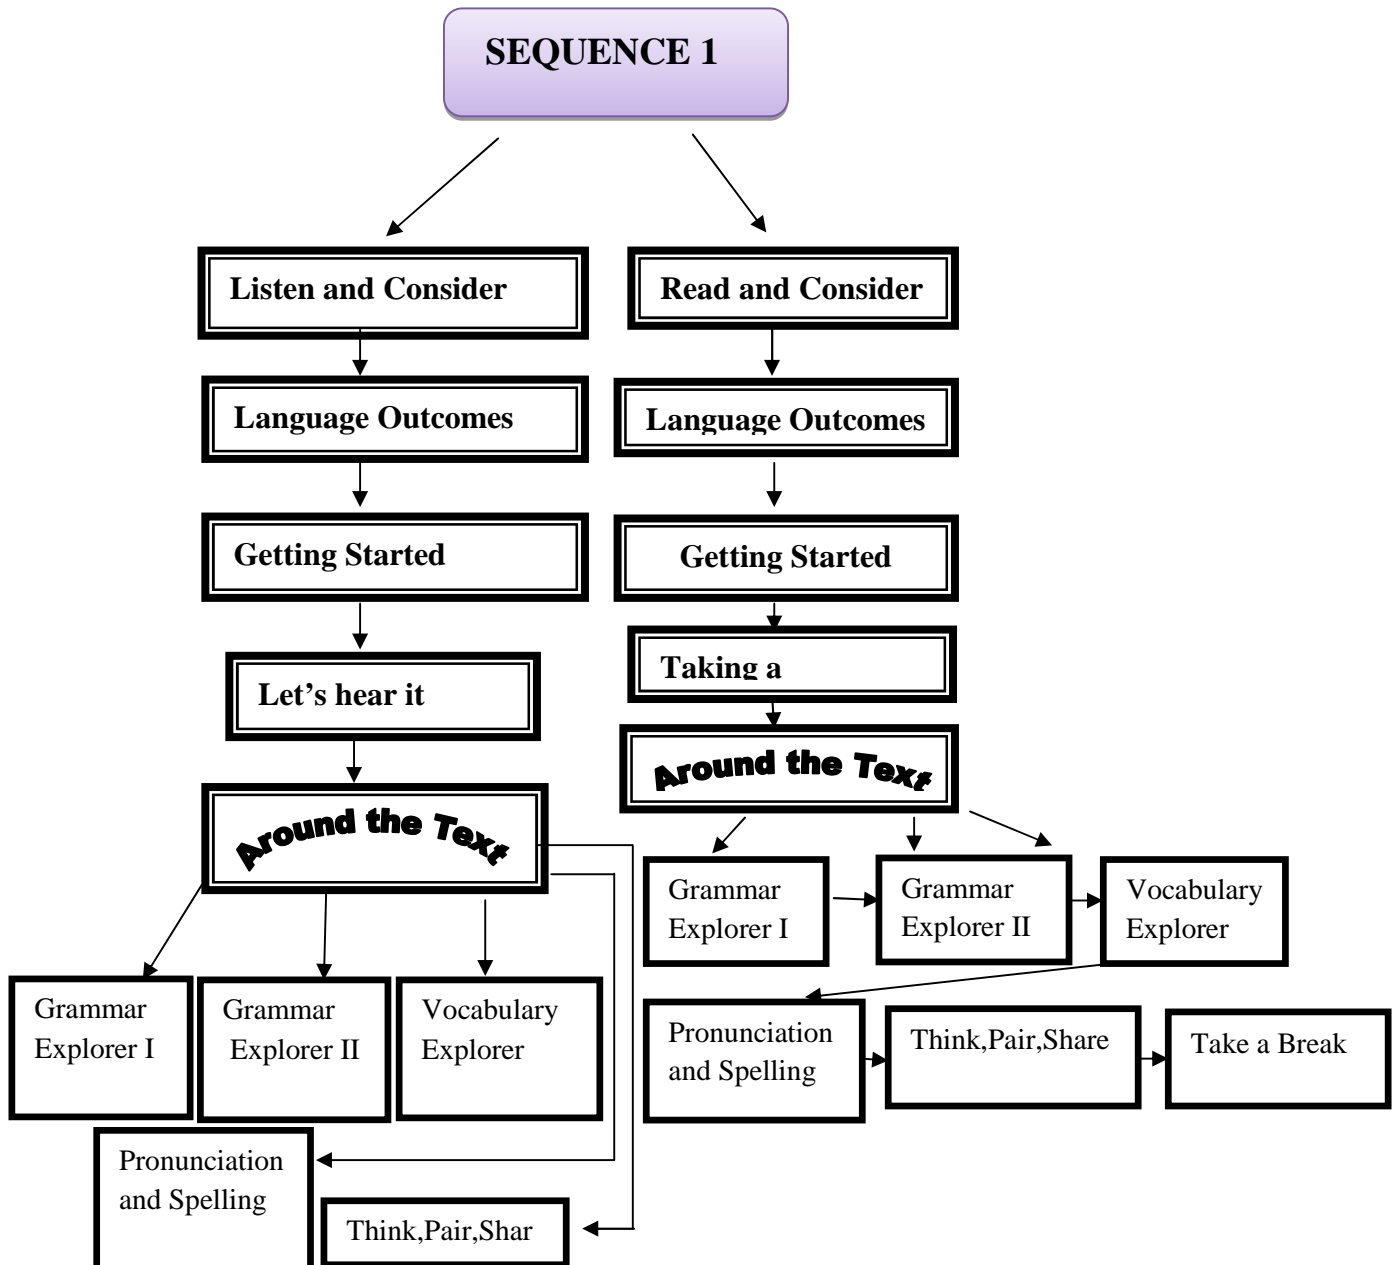 SEQUENCE 1
Listen and Consider
Language Outcomes
Getting Started
Let's hear it
Around the Text
Grammar
Explorer I
Grammar
Explorer II
Vocabulary
Explorer
Pronunciation
and Spelling
Think,Pair,Shar
Read and Consider
Language Outcomes
Getting Started
Taking a
Around the Text
Grammar
Explorer I
Grammar
Explorer II
Vocabulary
Explorer
Pronunciation
and Spelling
Think,Pair,Share
Take a Break